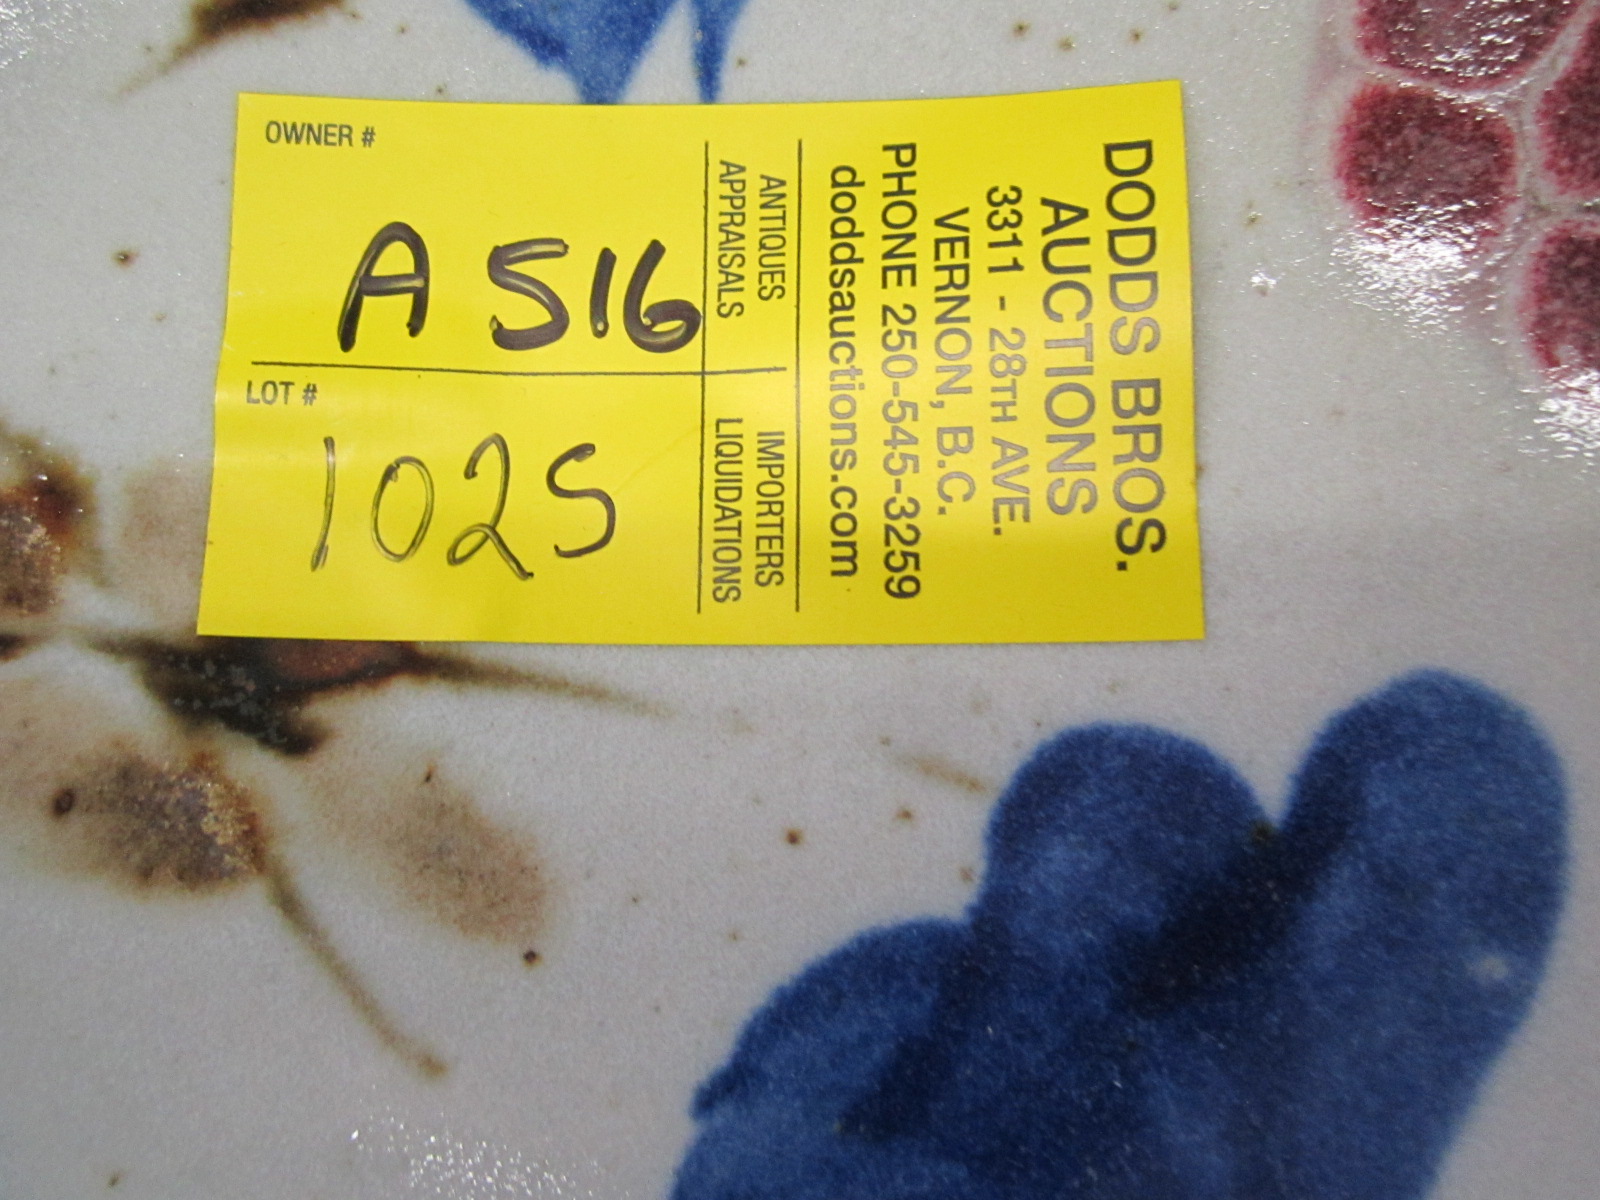 OWNER #
A 516
LOT #
1025
ANTIQUES
APPRAISALS
IMPORTERS
LIQUIDATIONS
DODDS BROS.
AUCTIONS
3311 - 28TH AVE.
VERNON, B.C.
PHONE 250-545-3259
doddsauctions.com